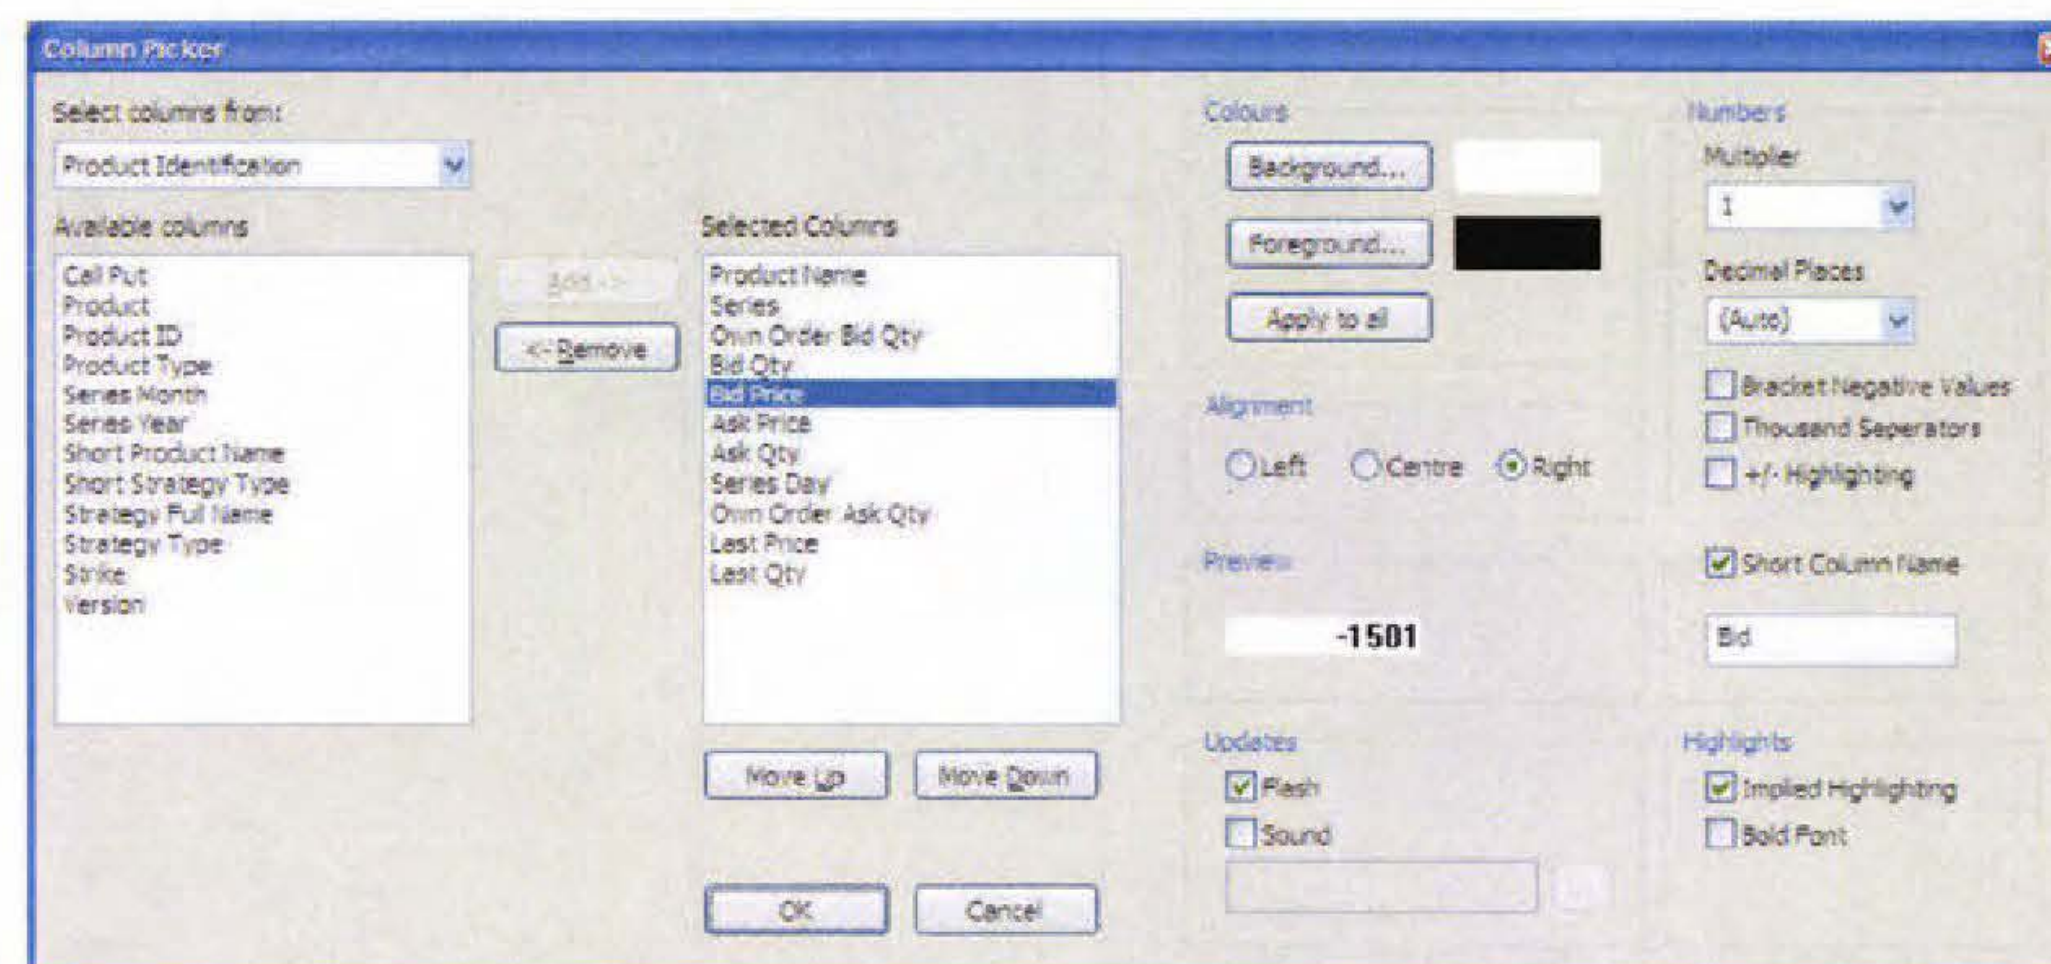 Column Picker
Select columns from:
Product Identification
Available columns
Call Put
Product
Product ID
Product Type
Series Month
Series Year
Short Product Name
Short Strategy Type
Strategy Full Name
Strategy Type
Strike
Version
Add ->
<- Remove
Selected Columns
Product Name
Series
Own Order Bid Qty
Bid Qty
Bid Price
Ask Price
Ask Qty
Series Day
Own Order Ask Qty
Last Price
Last Qty
Move Up
Move Down
OK
Cancel
Colours
Background...
Foreground...
Apply to all
Alignment
Left
Centre
Right
Preview
-1501
Updates
Flash
Sound
Numbers
Multiplier
1
Decimal Places
(Auto)
Bracket Negative Values
Thousand Seperators
+/- Highlighting
Short Column Name
Bid
Highlights
Implied Highlighting
Bold Font